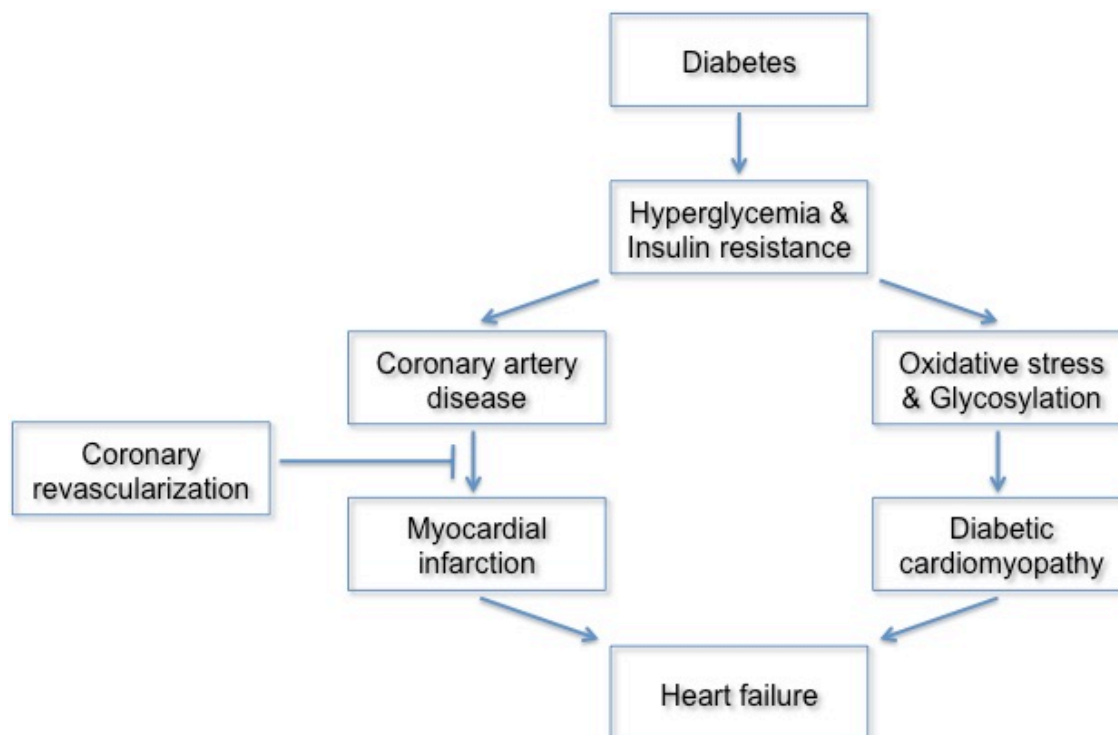 Diabetes
Hyperglycemia &
Insulin resistance
Coronary artery
disease
Oxidative stress
& Glycosylation
Coronary
revascularization
Myocardial
infarction
Diabetic
cardiomyopathy
Heart failure